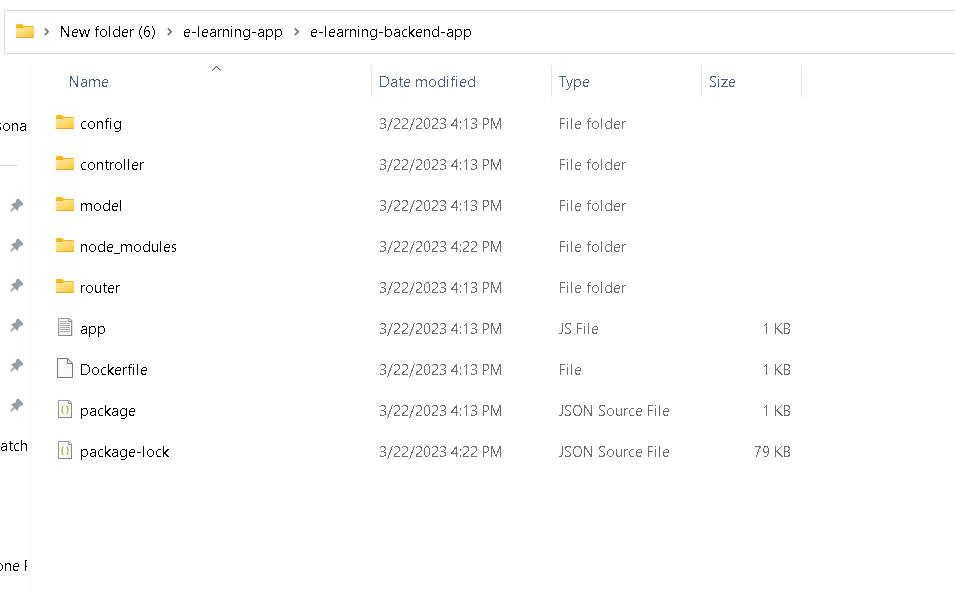 New folder (6) > e-learning-app > e-learning-backend-app
Name Date modified Type Size
sona
config 3/22/2023 4:13 PM File folder
controller 3/22/2023 4:13 PM File folder
model 3/22/2023 4:13 PM File folder
node_modules 3/22/2023 4:22 PM File folder
router 3/22/2023 4:13 PM File folder
app 3/22/2023 4:13 PM JS File 1 KB
Dockerfile 3/22/2023 4:13 PM File 1 KB
package 3/22/2023 4:13 PM JSON Source File 1 KB
atch
package-lock 3/22/2023 4:22 PM JSON Source File 79 KB
one